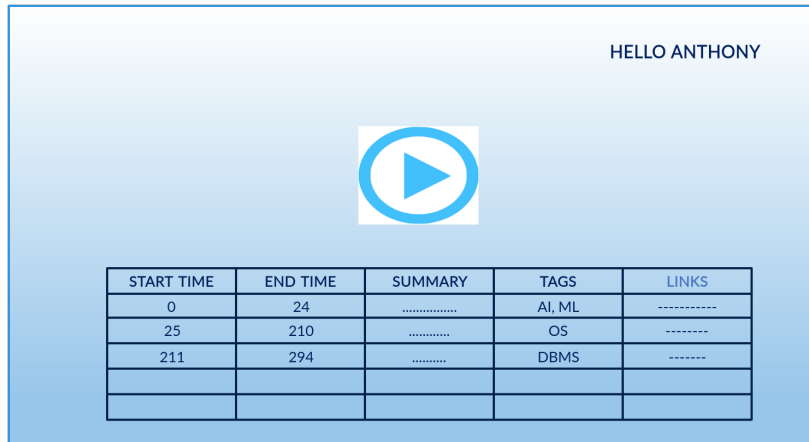 HELLO ANTHONY
START TIME END TIME SUMMARY TAGS LINKS
0 24 ............... AI, ML -----------
25 210 ............ OS --------
211 294 .......... DBMS -------